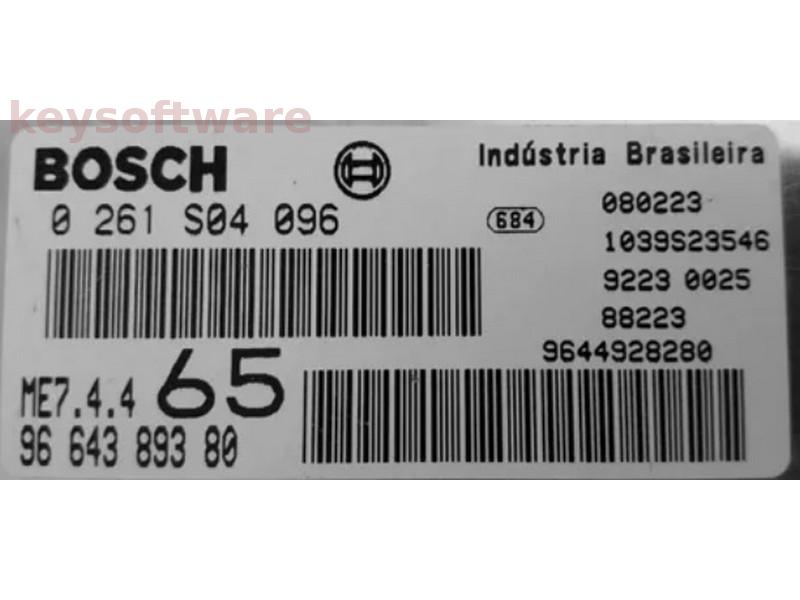 keysoftware
BOSCH
Indústria Brasileira
0 261 S04 096
684
080223
1039S23546
9223 0025
88223
9644928280
ME7.4.4 65
96 643 893 80